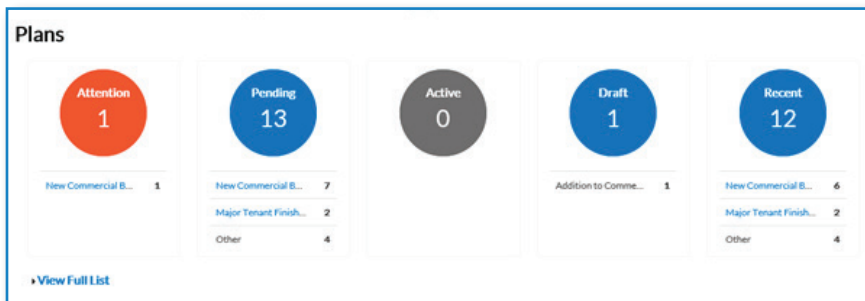 Plans
Attention
1
New Commercial B... 1
Pending
13
New Commercial B... 7
Major Tenant Finish... 2
Other 4
Active
0
Draft
1
Addition to Comme... 1
Recent
12
New Commercial B... 6
Major Tenant Finish... 2
Other 4
View Full List